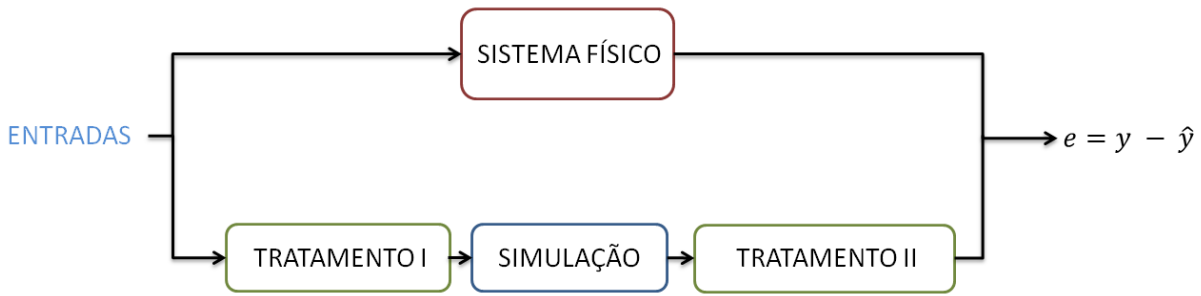 SISTEMA FÍSICO
ENTRADAS
e = y − ŷ
TRATAMENTO I
SIMULAÇÃO
TRATAMENTO II